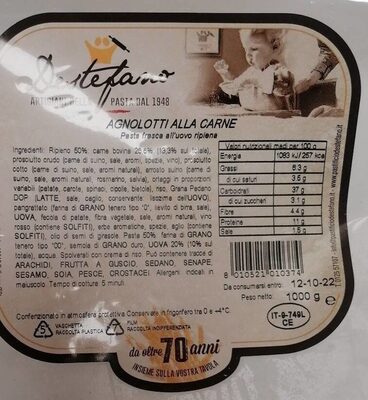 Destefano
ARTIGIANI DELLA PASTA DAL 1948
AGNOLOTTI ALLA CARNE
Pasta fresca all'uovo ripiena
Ingredienti: Ripieno 50% carne bovina 26,6% (13,3% sul totale),
prosciutto crudo (carne di suino, sale, aromi, spezie, vino), prosciutto
cotto (carne di suino, sale, aromi naturali), arrosto suino (carne di
suino, sale, aromi naturali, rosmarino, salvia), ortaggi in proporzioni
variabili (patate, carote, spinaci, cipolle, bietole), riso, Grana Padano
DOP (LATTE, sale, caglio, conservante lisozima dell'UOVO),
pangrattato (farina di GRANO tenero tipo "0", lievito di birra, sale),
UOVA, fecola di patate, fibra vegetale, sale, aromi naturali, vino
rosso (contiene SOLFITI), erbe aromatiche, spezie, aglio (contiene
SOLFITI), olio di semi di girasole. Pasta 50% farina di GRANO
tenero tipo "00", semola di GRANO duro, UOVA 20% (10% sul
totale), acqua. Spolverati con crema di riso. Può contenere tracce di
ARACHIDI, FRUTTA A GUSCIO, SEDANO, SENAPE,
SESAMO, SOIA, PESCE, CROSTACEI. Allergeni indicati in
maiuscolo. Tempo di cottura: 5 minuti.
Valori nutrizionali medi per 100 g
Energia 1083 kJ/257 kcal
Grassi 6.3 g
di cui saturi 3.5 g
Carboidrati 37 g
di cui zuccheri 3.1 g
Fibre 4.4 g
Proteine 11 g
Sale 1.5 g
8 010521 010374
Da consumarsi entro: 12-10-22
Peso netto: 1000 g
Confezionato in atmosfera protettiva Conservare in frigorifero tra 0 e +4°C.
5 VASCHETTA
RACCOLTA PLASTICA
7 FILM
RACCOLTA INDIFFERENZIATA
IT-9-749L
CE
da oltre 70 anni
INSIEME SULLA VOSTRA TAVOLA